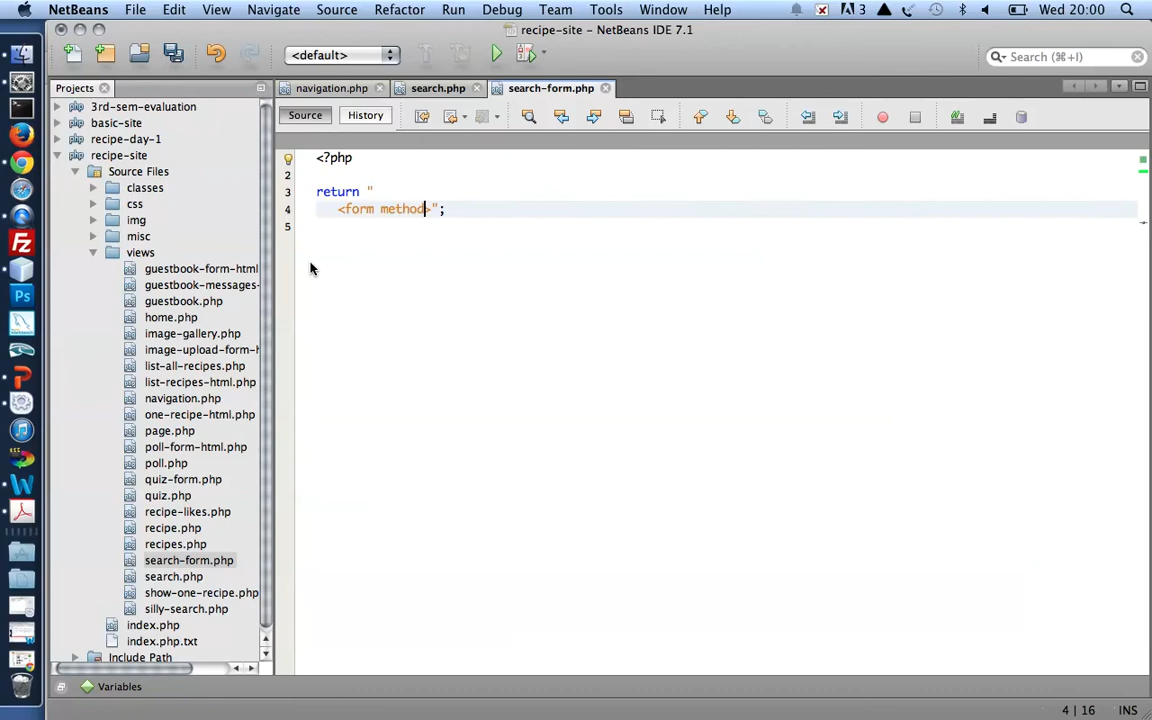 NetBeans File Edit View Navigate Source Refactor Run Debug Team Tools Window Help 3 Wed 20:00
recipe-site – NetBeans IDE 7.1
<default> Search (⌘+I)
Projects navigation.php search.php search-form.php
Source History
3rd-sem-evaluation
basic-site
recipe-day-1
recipe-site
Source Files
classes
css
img
misc
views
guestbook-form-html
guestbook-messages-
guestbook.php
home.php
image-gallery.php
image-upload-form-h
list-all-recipes.php
list-recipes-html.php
navigation.php
one-recipe-html.php
page.php
poll-form-html.php
poll.php
quiz-form.php
quiz.php
recipe-likes.php
recipe.php
recipes.php
search-form.php
search.php
show-one-recipe.php
silly-search.php
index.php
index.php.txt
Include Path
1 <?php
2
3 return "
4 <form method>";
5
Variables
4 | 16 INS